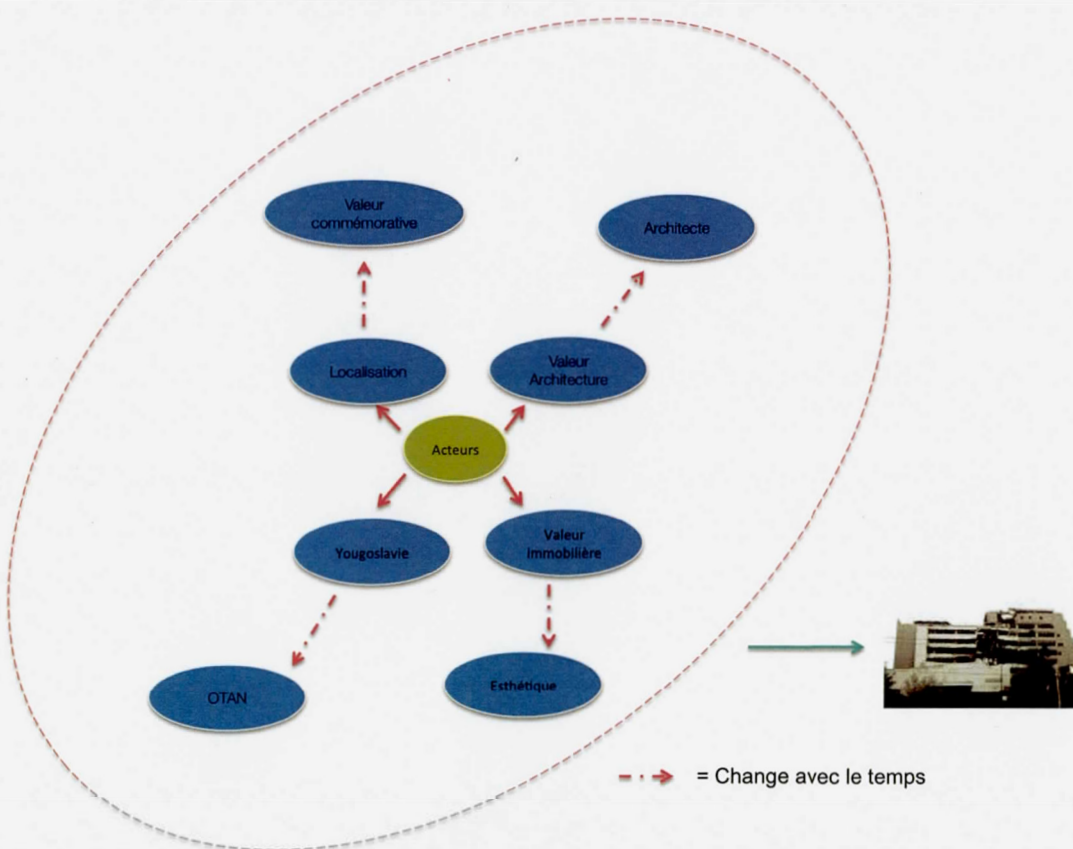 Valeur
commémorative
Architecte
Localisation
Valeur
Architecture
Acteurs
Yougoslavie
Valeur
immobilière
OTAN
Esthétique
= Change avec le temps